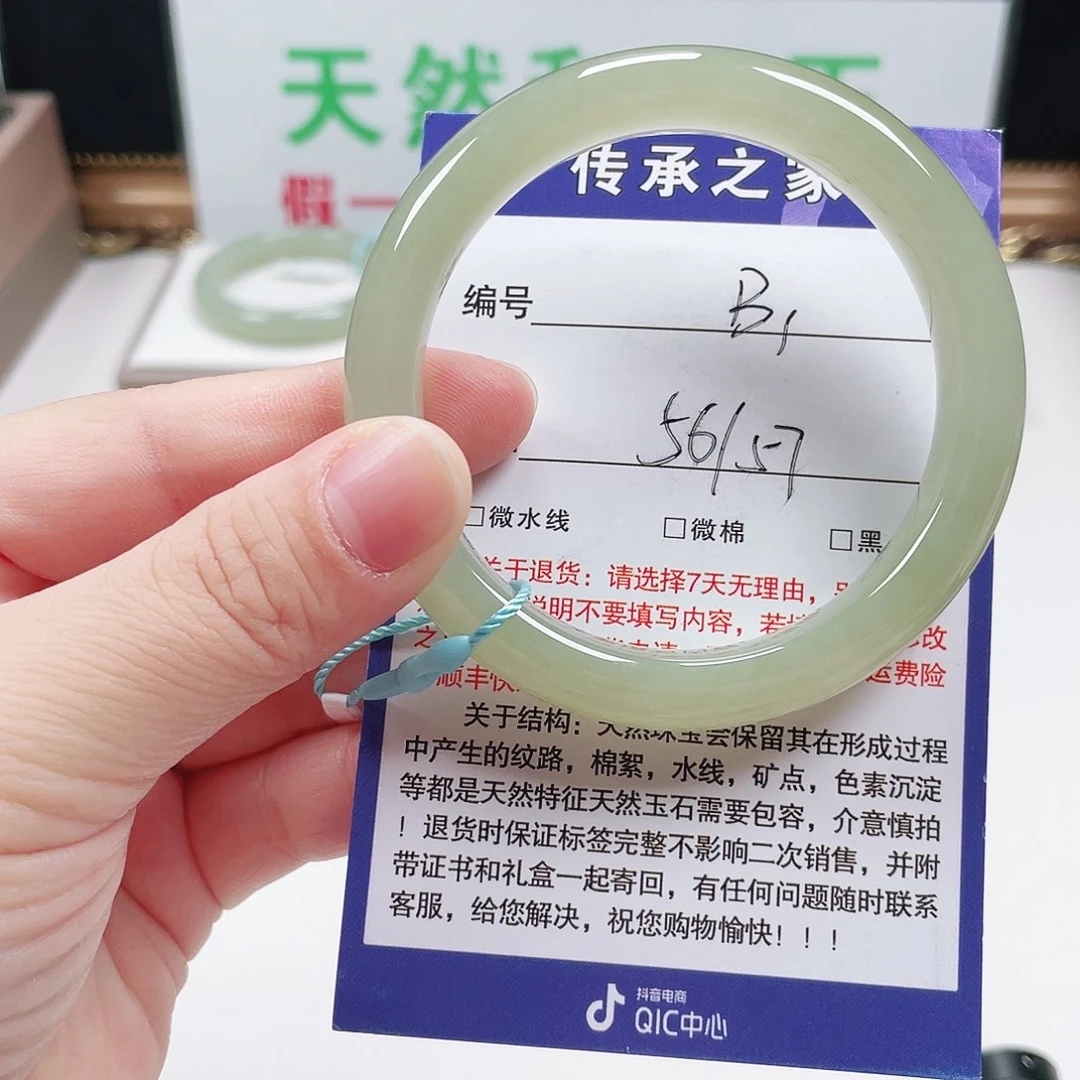 天然
假一
传承之家
编号 B1
56/57
□微水线 □微棉 □黑
关于退货：请选择7天无理由，
说明不要填写内容，若 改
之
顺丰快 运费险
关于结构：天然珠宝会保留其在形成过程
中产生的纹路，棉絮，水线，矿点，色素沉淀
等都是天然特征天然玉石需要包容，介意慎拍
！退货时保证标签完整不影响二次销售，并附
带证书和礼盒一起寄回，有任何问题随时联系
客服，给您解决，祝您购物愉快！！！
抖音电商
QIC中心